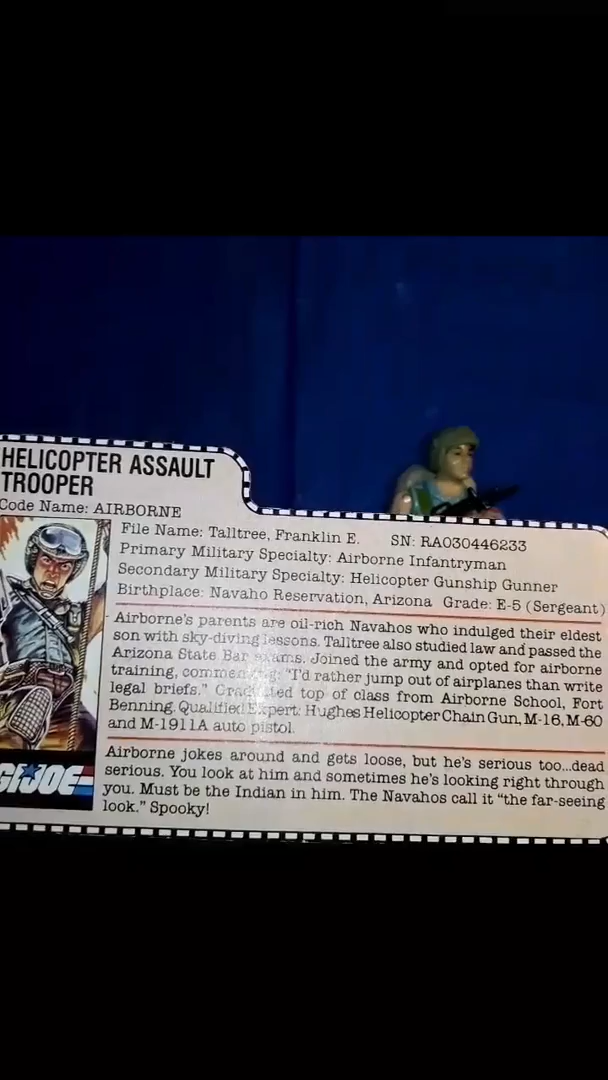 HELICOPTER ASSAULT
TROOPER
Code Name: AIRBORNE
File Name: Talltree, Franklin E. SN: RA030446233
Primary Military Specialty: Airborne Infantryman
Secondary Military Specialty: Helicopter Gunship Gunner
Birthplace: Navaho Reservation, Arizona Grade: E-5 (Sergeant)
Airborne's parents are oil-rich Navahos who indulged their eldest
son with sky-diving lessons. Talltree also studied law and passed the
Arizona State Bar exams. Joined the army and opted for airborne
training, commenting: "I'd rather jump out of airplanes than write
legal briefs." Graduated top of class from Airborne School, Fort
Benning. Qualified Expert: Hughes Helicopter Chain Gun, M-16, M-60
and M-1911A auto pistol.
Airborne jokes around and gets loose, but he's serious too...dead
serious. You look at him and sometimes he's looking right through
you. Must be the Indian in him. The Navahos call it "the far-seeing
look." Spooky!
GI JOE